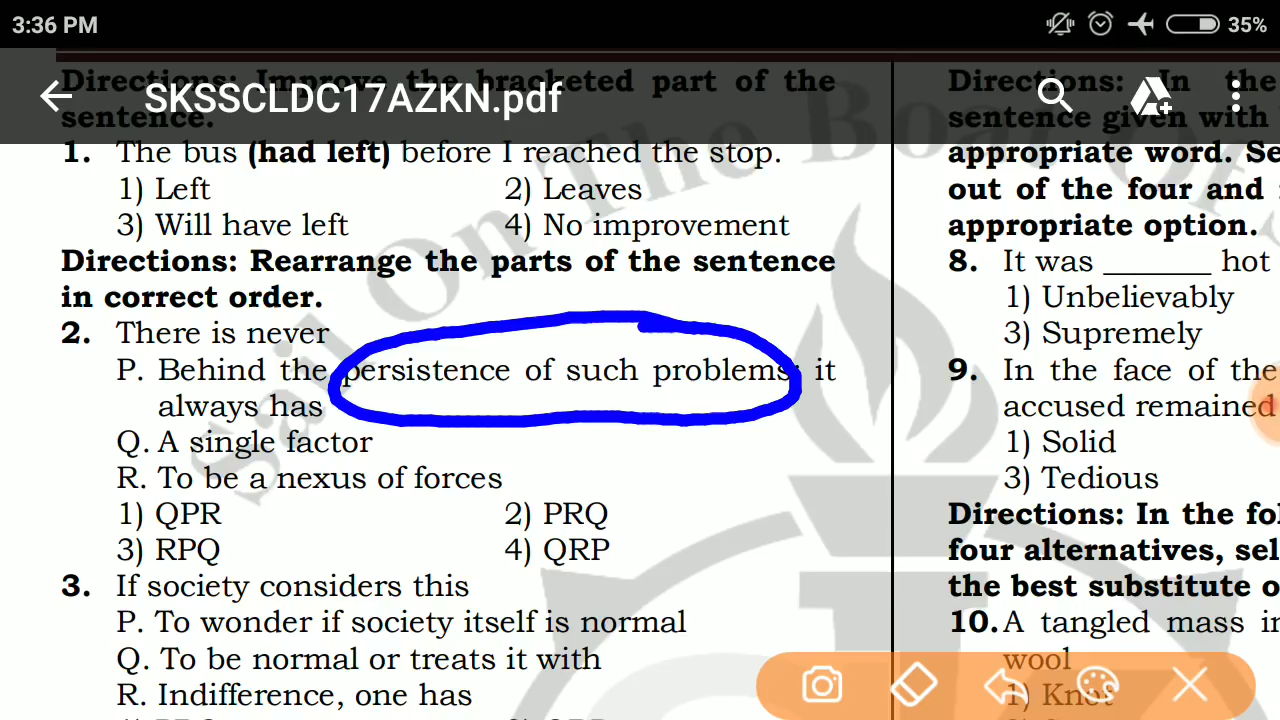 3:36 PM
35%
SKSSCLDC17AZKN.pdf
Directions: Improve the bracketed part of the
sentence.
1. The bus (had left) before I reached the stop.
1) Left 2) Leaves
3) Will have left 4) No improvement
Directions: Rearrange the parts of the sentence
in correct order.
2. There is never
P. Behind the persistence of such problems; it
always has
Q. A single factor
R. To be a nexus of forces
1) QPR 2) PRQ
3) RPQ 4) QRP
3. If society considers this
P. To wonder if society itself is normal
Q. To be normal or treats it with
R. Indifference, one has
Directions: In the
sentence given with
appropriate word. Se
out of the four and
appropriate option.
8. It was _______ hot
1) Unbelievably
3) Supremely
9. In the face of the
accused remained
1) Solid
3) Tedious
Directions: In the fol
four alternatives, sel
the best substitute o
10. A tangled mass in
wool
1) Knot
Sail On The Boat Of